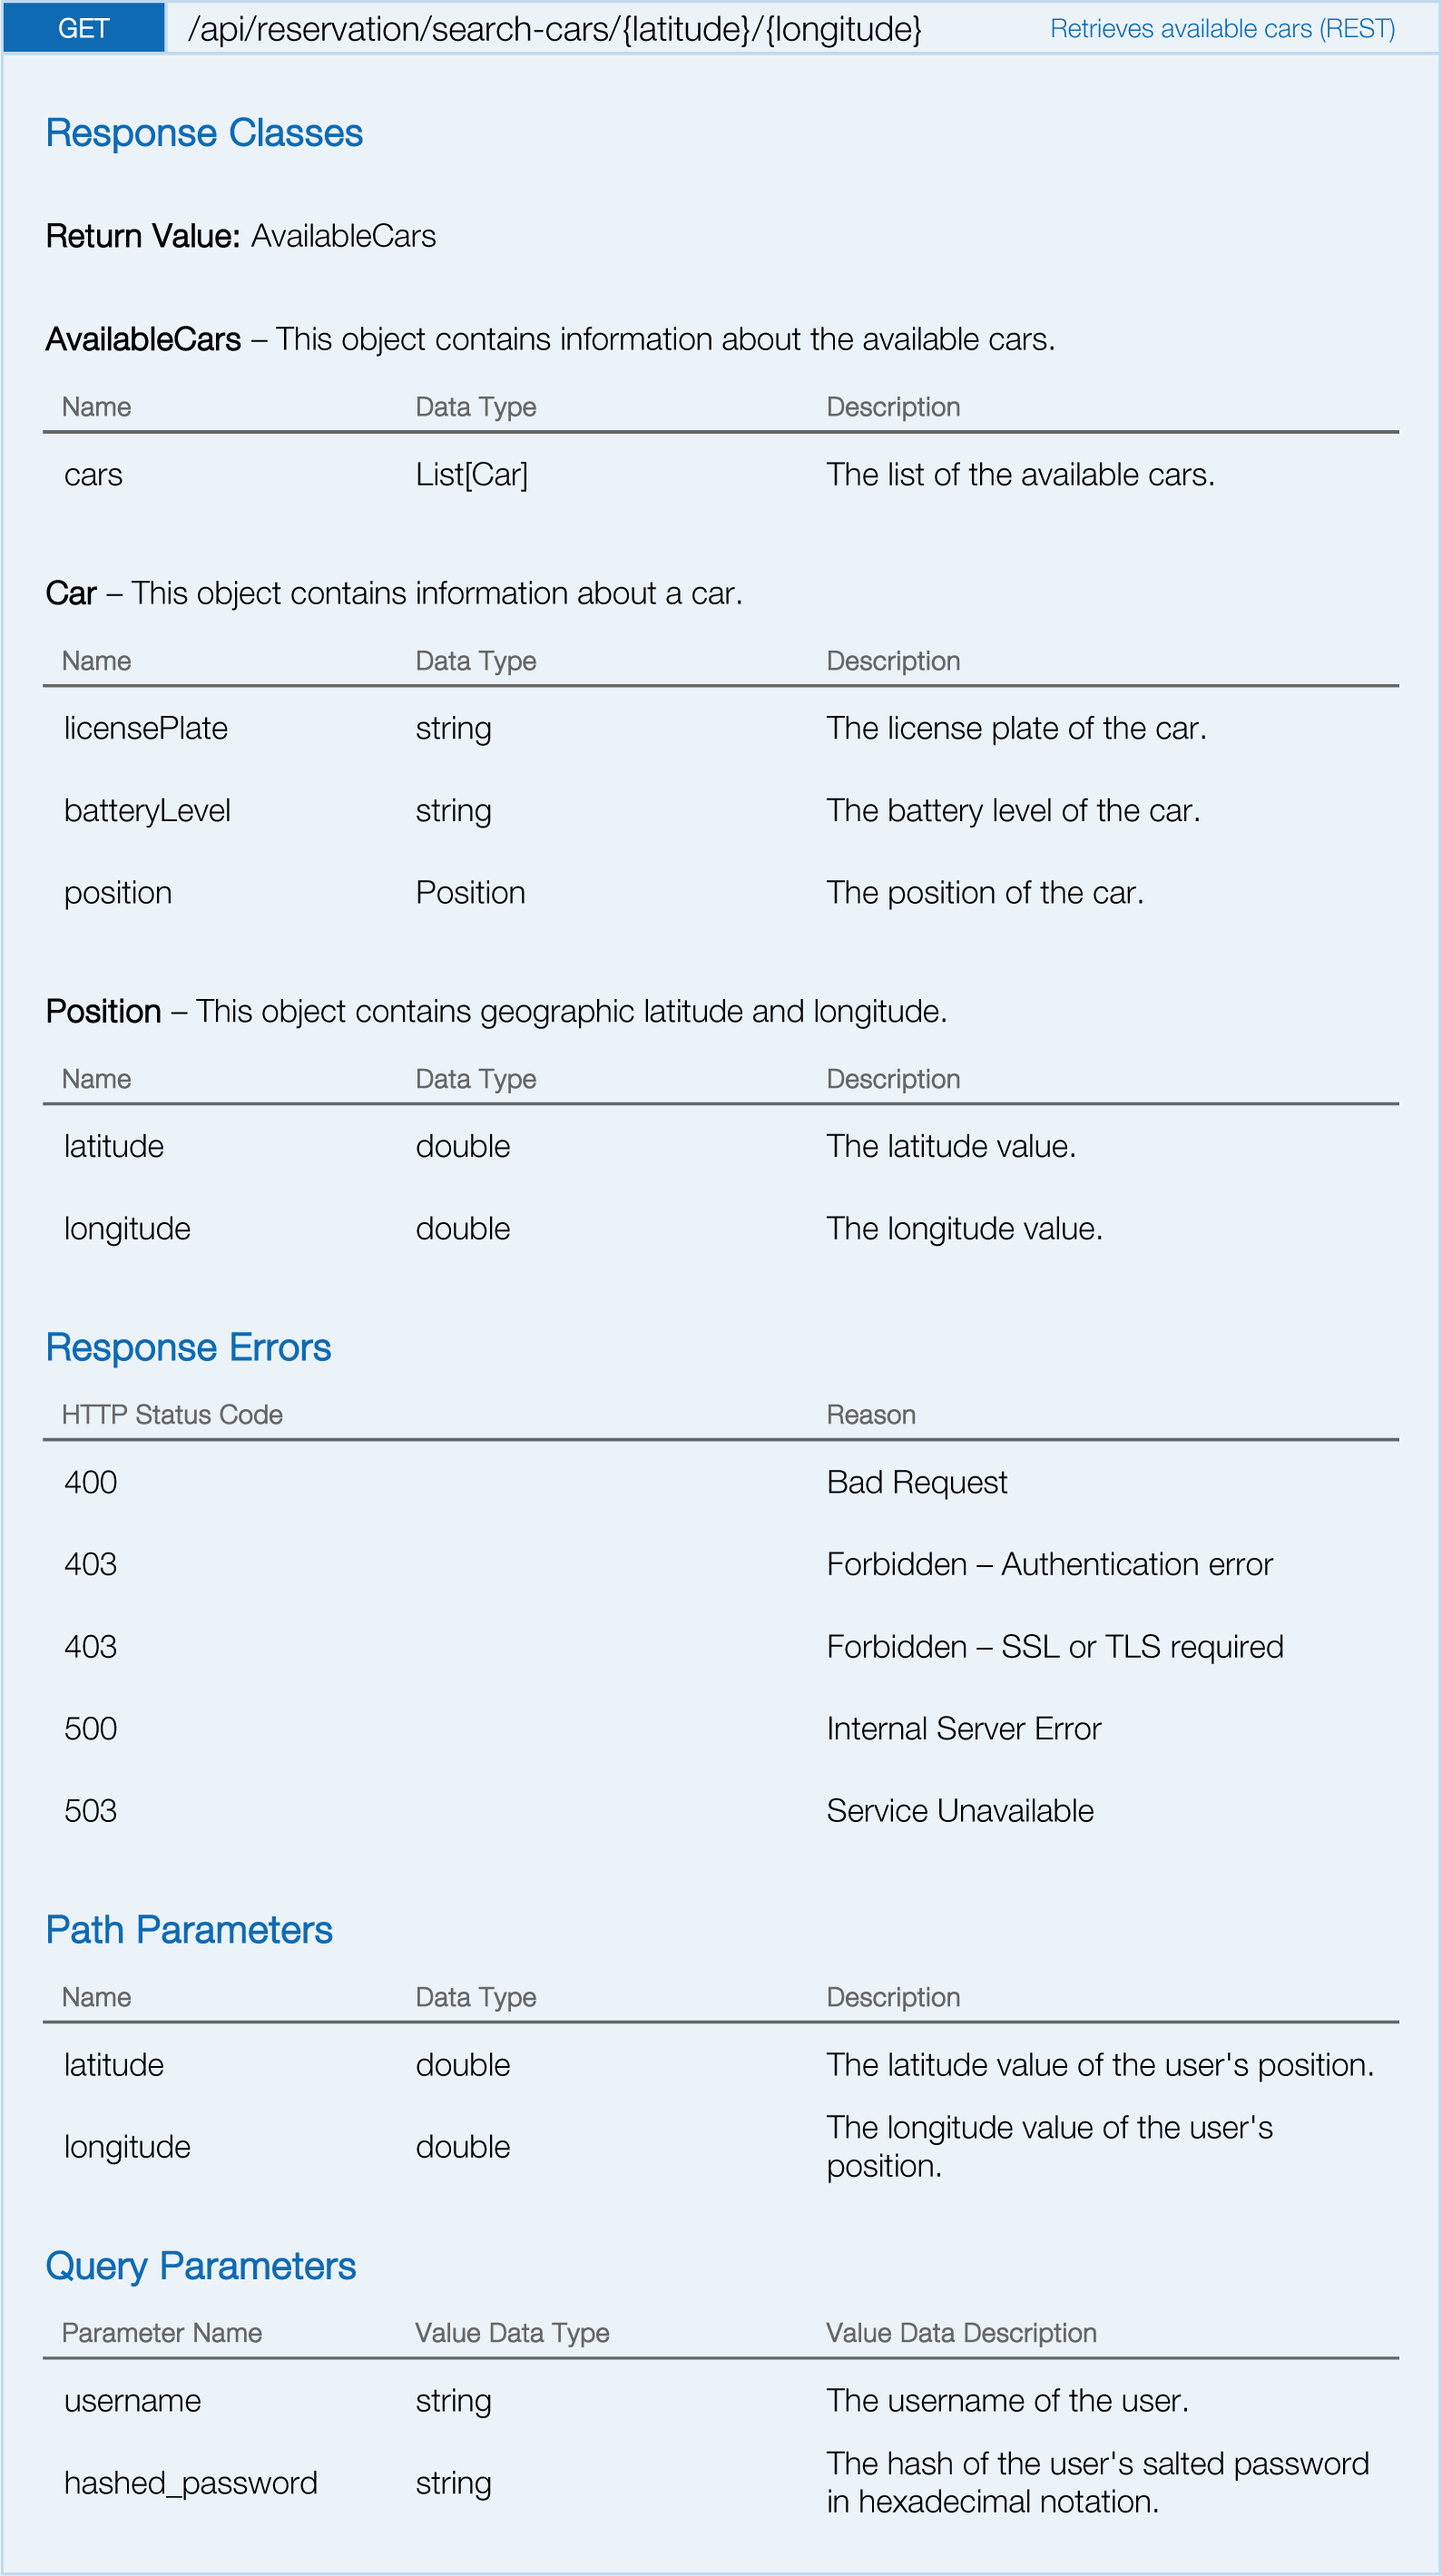 GET /api/reservation/search-cars/{latitude}/{longitude} Retrieves available cars (REST)
Response Classes
Return Value: AvailableCars
AvailableCars – This object contains information about the available cars.
Name Data Type Description
cars List[Car] The list of the available cars.
Car – This object contains information about a car.
Name Data Type Description
licensePlate string The license plate of the car.
batteryLevel string The battery level of the car.
position Position The position of the car.
Position – This object contains geographic latitude and longitude.
Name Data Type Description
latitude double The latitude value.
longitude double The longitude value.
Response Errors
HTTP Status Code Reason
400 Bad Request
403 Forbidden – Authentication error
403 Forbidden – SSL or TLS required
500 Internal Server Error
503 Service Unavailable
Path Parameters
Name Data Type Description
latitude double The latitude value of the user's position.
longitude double The longitude value of the user's
position.
Query Parameters
Parameter Name Value Data Type Value Data Description
username string The username of the user.
hashed_password string The hash of the user's salted password
in hexadecimal notation.